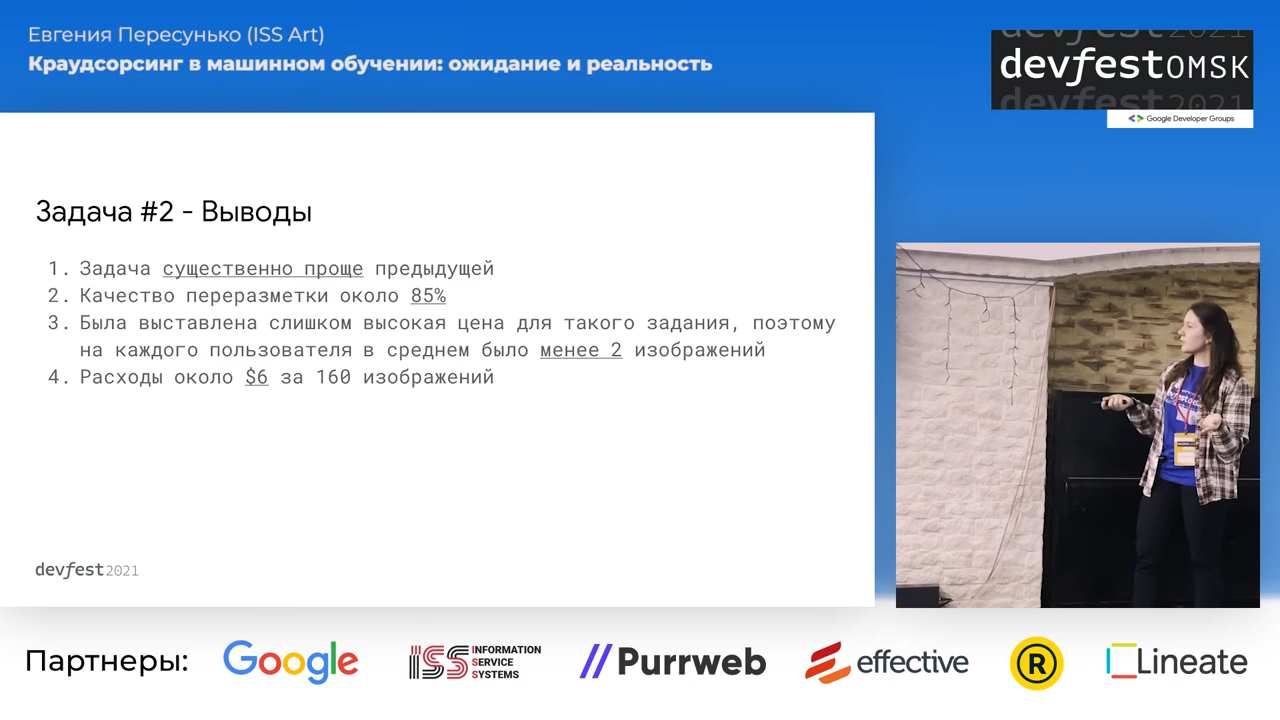 Евгения Пересунько (ISS Art)
Краудсорсинг в машинном обучении: ожидание и реальность
devfest OMSK
Google Developer Groups
Задача #2 - Выводы
1. Задача существенно проще предыдущей
2. Качество переразметки около 85%
3. Была выставлена слишком высокая цена для такого задания, поэтому
на каждого пользователя в среднем было менее 2 изображений
4. Расходы около $6 за 160 изображений
devfest 2021
Партнеры:
Google
ISS INFORMATION
SERVICE
SYSTEMS
Purrweb
effective
R
Lineate